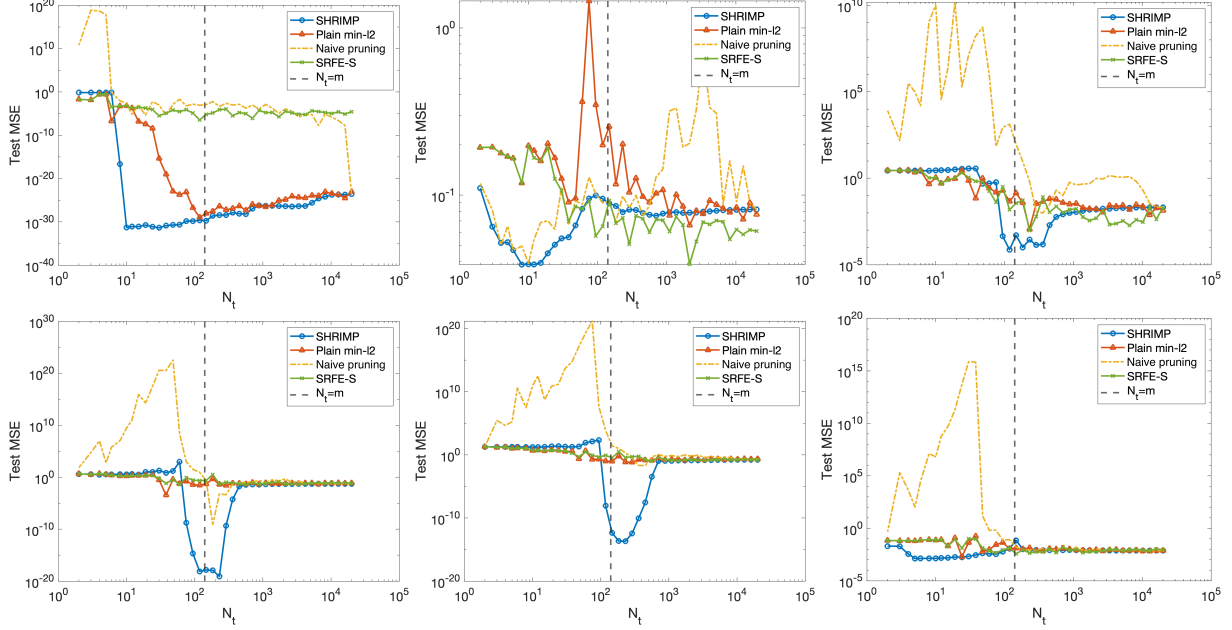 10^20
10^10
10^0
10^-10
10^-20
10^-30
10^-40
Test MSE
10^0 10^1 10^2 10^3 10^4 10^5
N_t
SHRIMP
Plain min-l2
Naive pruning
SRFE-S
N_t=m
10^0
10^-1
Test MSE
10^0 10^1 10^2 10^3 10^4 10^5
N_t
SHRIMP
Plain min-l2
Naive pruning
SRFE-S
N_t=m
10^10
10^5
10^0
10^-5
Test MSE
10^0 10^1 10^2 10^3 10^4 10^5
N_t
SHRIMP
Plain min-l2
Naive pruning
SRFE-S
N_t=m
10^30
10^20
10^10
10^0
10^-10
10^-20
Test MSE
10^0 10^1 10^2 10^3 10^4 10^5
N_t
SHRIMP
Plain min-l2
Naive pruning
SRFE-S
N_t=m
10^20
10^10
10^0
10^-10
10^-20
Test MSE
10^0 10^1 10^2 10^3 10^4 10^5
N_t
SHRIMP
Plain min-l2
Naive pruning
SRFE-S
N_t=m
10^20
10^15
10^10
10^5
10^0
10^-5
Test MSE
10^0 10^1 10^2 10^3 10^4 10^5
N_t
SHRIMP
Plain min-l2
Naive pruning
SRFE-S
N_t=m